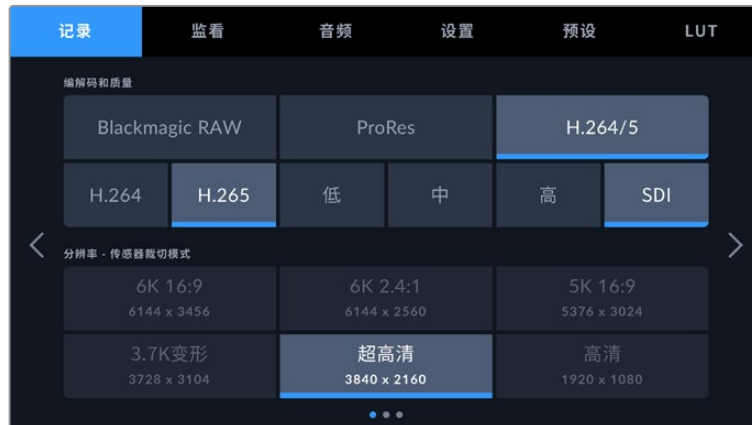 记录 监看 音频 设置 预设 LUT
编解码和质量
Blackmagic RAW ProRes H.264/5
H.264 H.265 低 中 高 SDI
分辨率 - 传感器裁切模式
6K 16:9 6K 2.4:1 5K 16:9
6144 x 3456 6144 x 2560 5376 x 3024
3.7K变形 超高清 高清
3728 x 3104 3840 x 2160 1920 x 1080